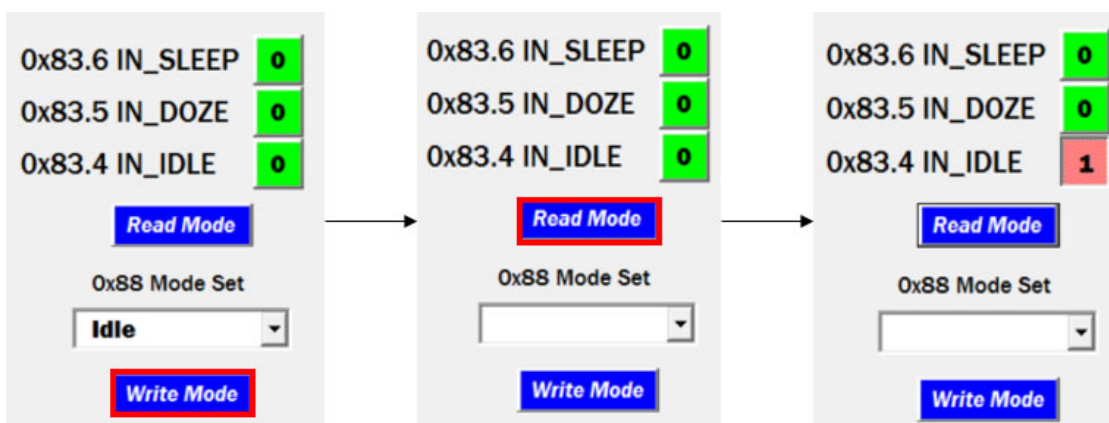 0x83.6 IN_SLEEP 0
0x83.5 IN_DOZE 0
0x83.4 IN_IDLE 0
Read Mode
0x88 Mode Set
Idle
Write Mode
0x83.6 IN_SLEEP 0
0x83.5 IN_DOZE 0
0x83.4 IN_IDLE 0
Read Mode
0x88 Mode Set
Write Mode
0x83.6 IN_SLEEP 0
0x83.5 IN_DOZE 0
0x83.4 IN_IDLE 1
Read Mode
0x88 Mode Set
Write Mode